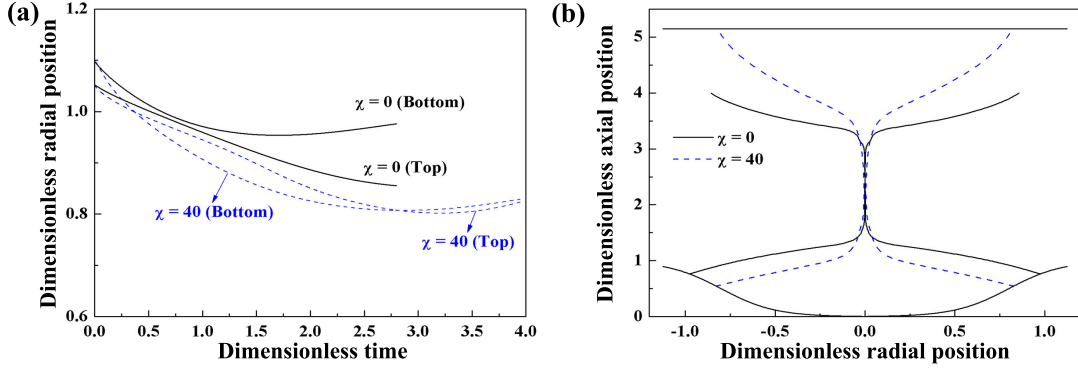 (a)
Dimensionless radial position
1.2
1.0
0.8
0.6
χ = 0 (Bottom)
χ = 0 (Top)
χ = 40 (Bottom)
χ = 40 (Top)
0.0 0.5 1.0 1.5 2.0 2.5 3.0 3.5 4.0
Dimensionless time
(b)
Dimensionless axial position
5
4
3
2
1
0
χ = 0
χ = 40
-1.0 -0.5 0.0 0.5 1.0
Dimensionless radial position